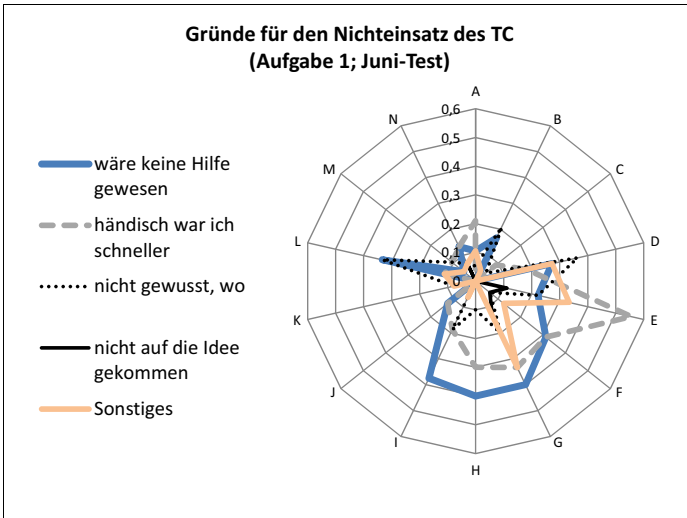 Gründe für den Nichteinsatz des TC
(Aufgabe 1; Juni-Test)
wäre keine Hilfe
gewesen
händisch war ich
schneller
nicht gewusst, wo
nicht auf die Idee
gekommen
Sonstiges
0,6
0,5
0,4
0,3
0,2
0,1
0
A
B
C
D
E
F
G
H
I
J
K
L
M
N